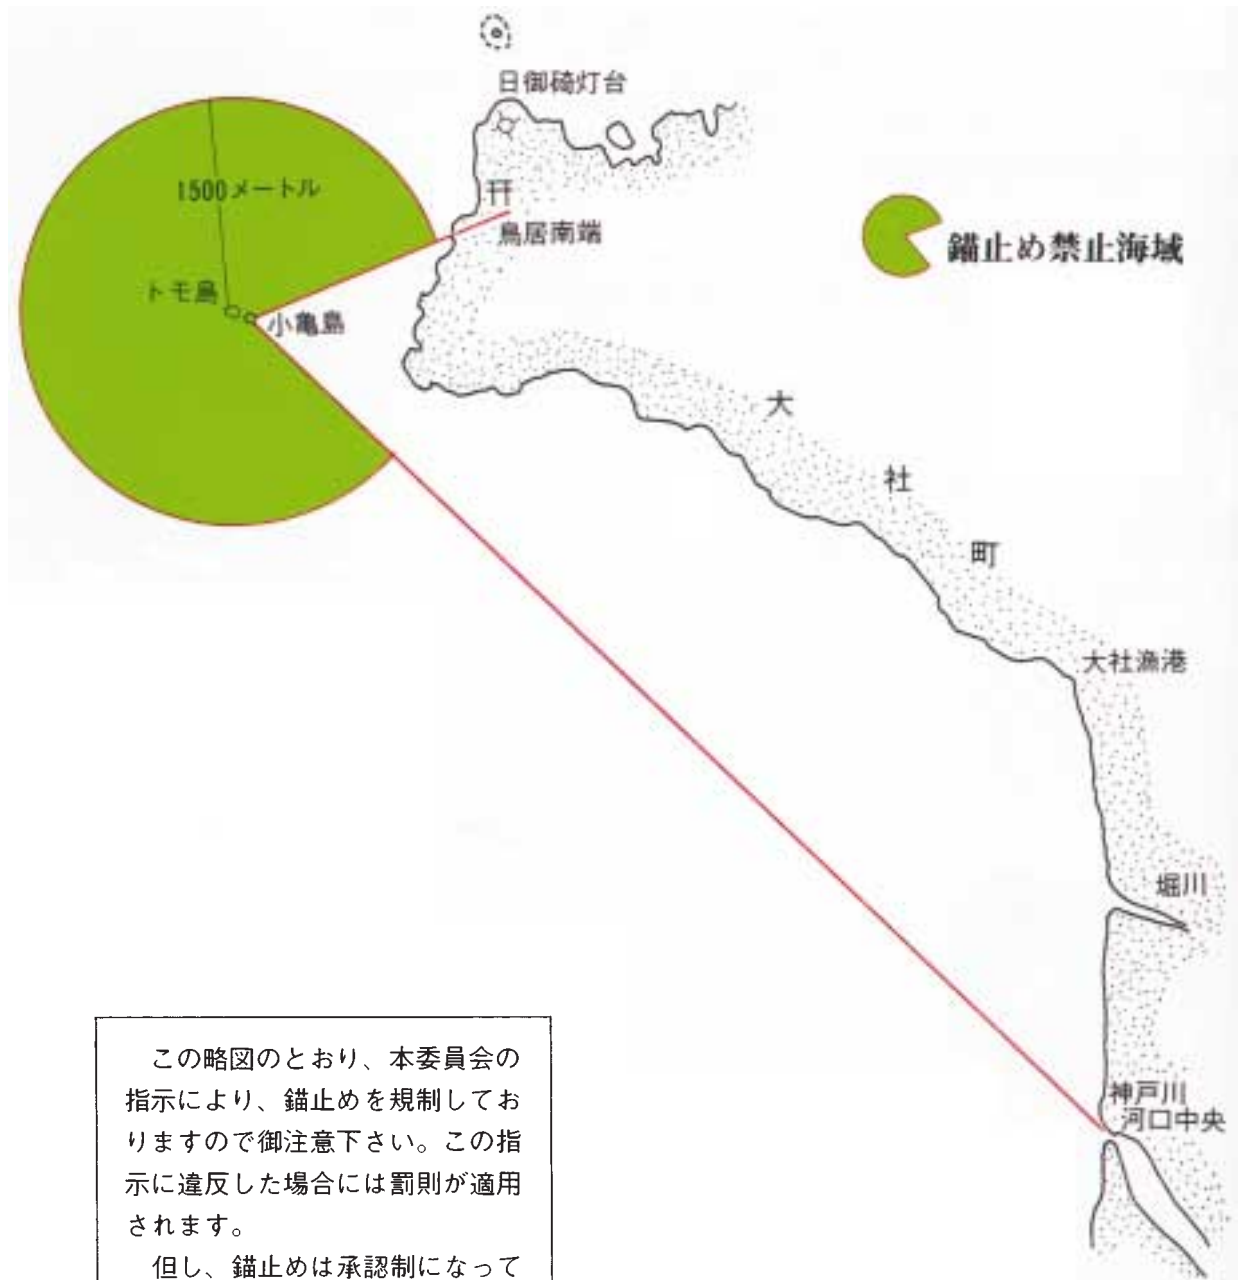 日御碕灯台
1500メートル
鳥居南端
錨止め禁止海域
トモ島
小亀島
大
社
町
大社漁港
堀川
神戸川
河口中央
この略図のとおり、本委員会の
指示により、錨止めを規制してお
りますので御注意下さい。この指
示に違反した場合には罰則が適用
されます。
但し、錨止めは承認制になって